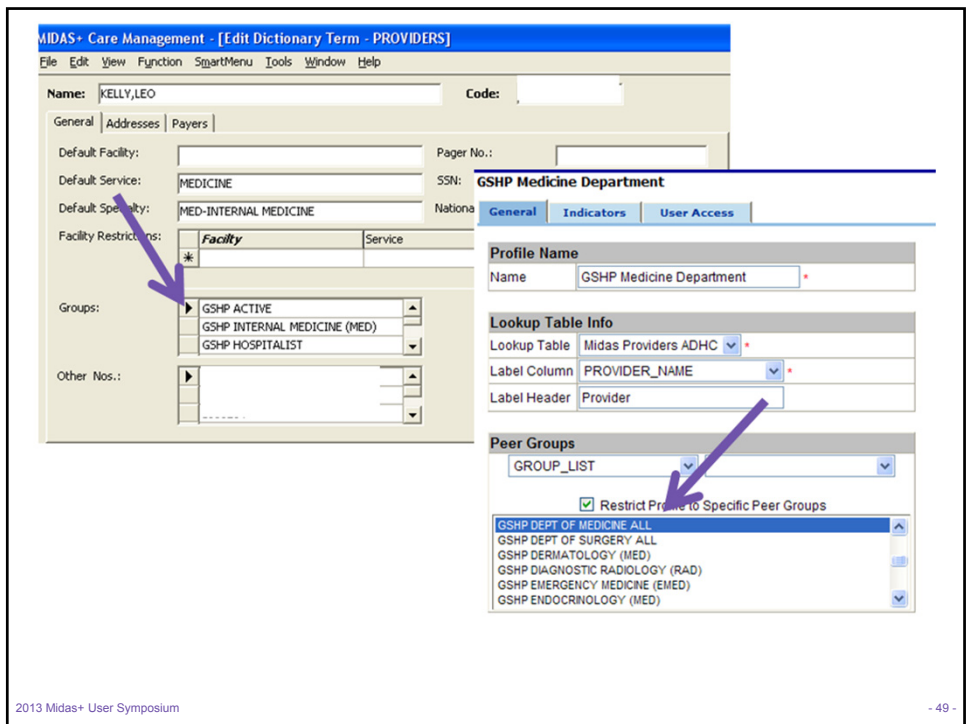 MIDAS+ Care Management - [Edit Dictionary Term - PROVIDERS]
File Edit View Function SmartMenu Tools Window Help
Name: KELLY,LEO Code:
General Addresses Payers
Default Facility: Pager No.:
Default Service: MEDICINE SSN:
Default Specialty: MED-INTERNAL MEDICINE Nationa
Facility Restrictions: Facilty Service
Groups: GSHP ACTIVE
GSHP INTERNAL MEDICINE (MED)
GSHP HOSPITALIST
Other Nos.:
GSHP Medicine Department
General Indicators User Access
Profile Name
Name GSHP Medicine Department *
Lookup Table Info
Lookup Table Midas Providers ADHC *
Label Column PROVIDER_NAME *
Label Header Provider
Peer Groups
GROUP_LIST
Restrict Profile to Specific Peer Groups
GSHP DEPT OF MEDICINE ALL
GSHP DEPT OF SURGERY ALL
GSHP DERMATOLOGY (MED)
GSHP DIAGNOSTIC RADIOLOGY (RAD)
GSHP EMERGENCY MEDICINE (EMED)
GSHP ENDOCRINOLOGY (MED)
2013 Midas+ User Symposium - 49 -